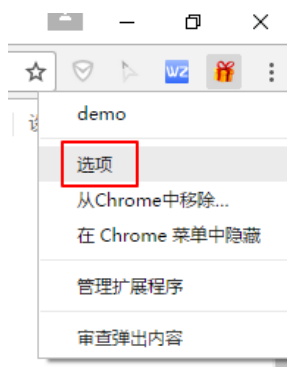 WZ
demo
选项
从Chrome中移除...
在 Chrome 菜单中隐藏
管理扩展程序
审查弹出内容